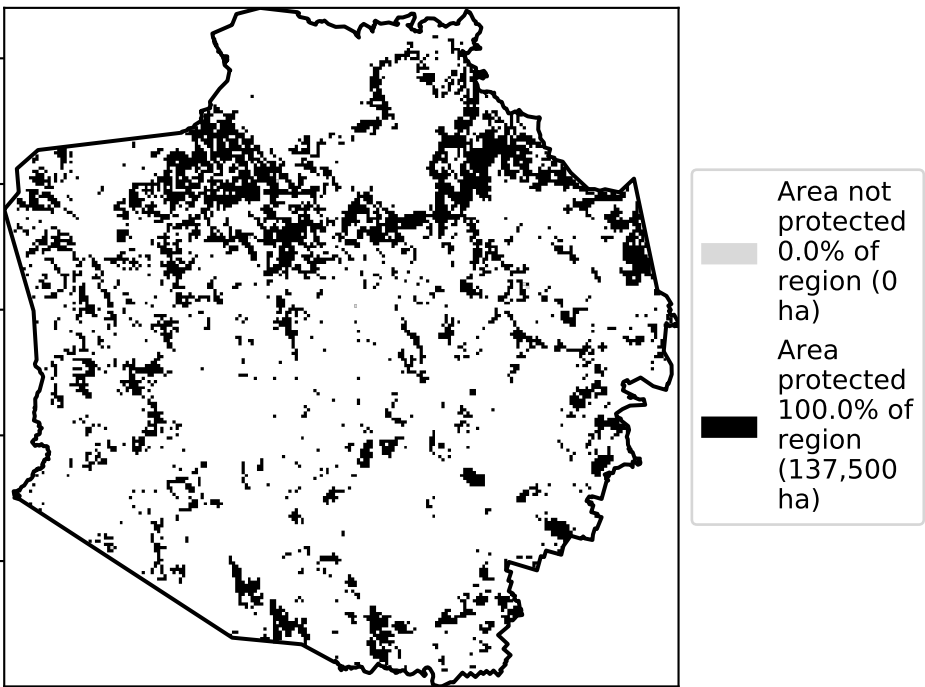 Area not
protected
0.0% of
region (0
ha)
Area
protected
100.0% of
region
(137,500
ha)